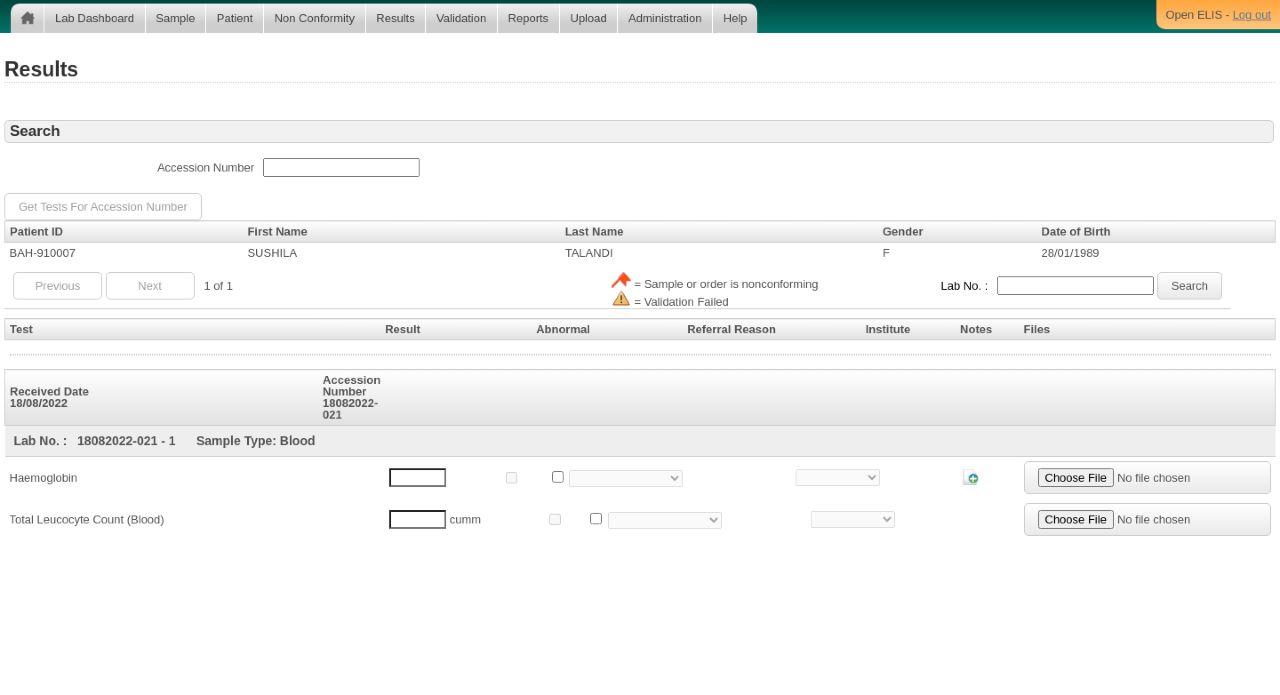 Lab Dashboard Sample Patient Non Conformity Results Validation Reports Upload Administration Help
Open ELIS - Log out
Results
Search
Accession Number
Get Tests For Accession Number
Patient ID First Name Last Name Gender Date of Birth
BAH-910007 SUSHILA TALANDI F 28/01/1989
Previous Next 1 of 1
= Sample or order is nonconforming
= Validation Failed
Lab No. : Search
Test Result Abnormal Referral Reason Institute Notes Files
Received Date
18/08/2022
Accession
Number
18082022-
021
Lab No. : 18082022-021 - 1 Sample Type: Blood
Haemoglobin Choose File No file chosen
Total Leucocyte Count (Blood) cumm Choose File No file chosen